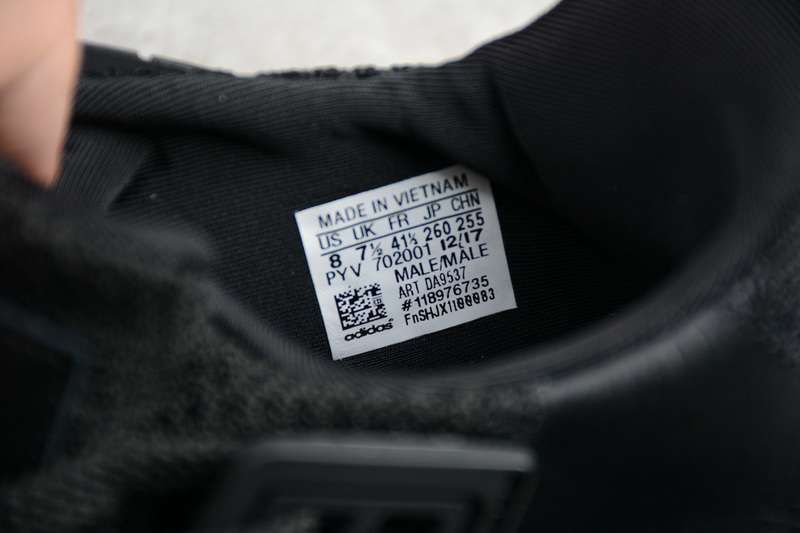 MADE IN VIETNAM
US UK FR JP CHN
8 7½ 41½ 260 255
PYV 702001 12/17
MALE/MALE
ART DA9537
#118976735
FnSHJX1100083
adidas